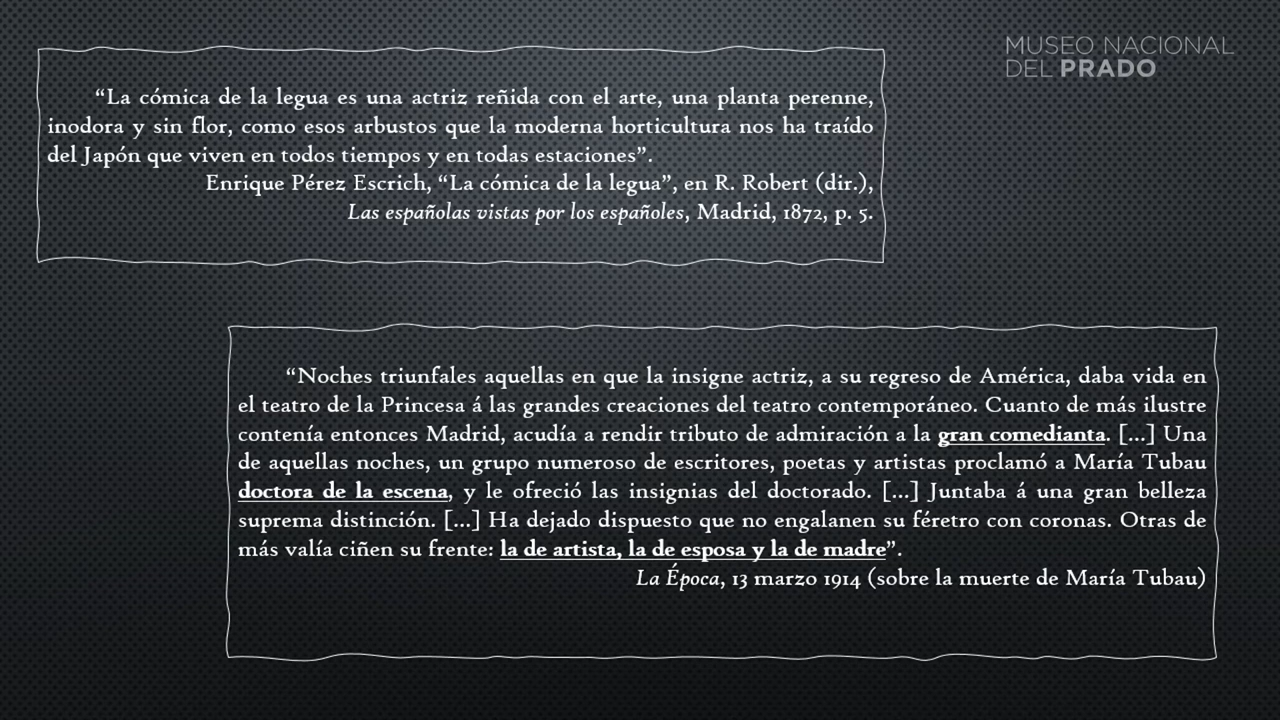 MUSEO NACIONAL
DEL PRADO
“La cómica de la legua es una actriz reñida con el arte, una planta perenne,
inodora y sin flor, como esos arbustos que la moderna horticultura nos ha traído
del Japón que viven en todos tiempos y en todas estaciones”.
Enrique Pérez Escrich, “La cómica de la legua”, en R. Robert (dir.),
Las españolas vistas por los españoles, Madrid, 1872, p. 5.
“Noches triunfales aquellas en que la insigne actriz, a su regreso de América, daba vida en
el teatro de la Princesa á las grandes creaciones del teatro contemporáneo. Cuanto de más ilustre
contenía entonces Madrid, acudía a rendir tributo de admiración a la gran comedianta. [...] Una
de aquellas noches, un grupo numeroso de escritores, poetas y artistas proclamó a María Tubau
doctora de la escena, y le ofreció las insignias del doctorado. [...] Juntaba á una gran belleza
suprema distinción. [...] Ha dejado dispuesto que no engalanen su féretro con coronas. Otras de
más valía ciñen su frente: la de artista, la de esposa y la de madre”.
La Época, 13 marzo 1914 (sobre la muerte de María Tubau)